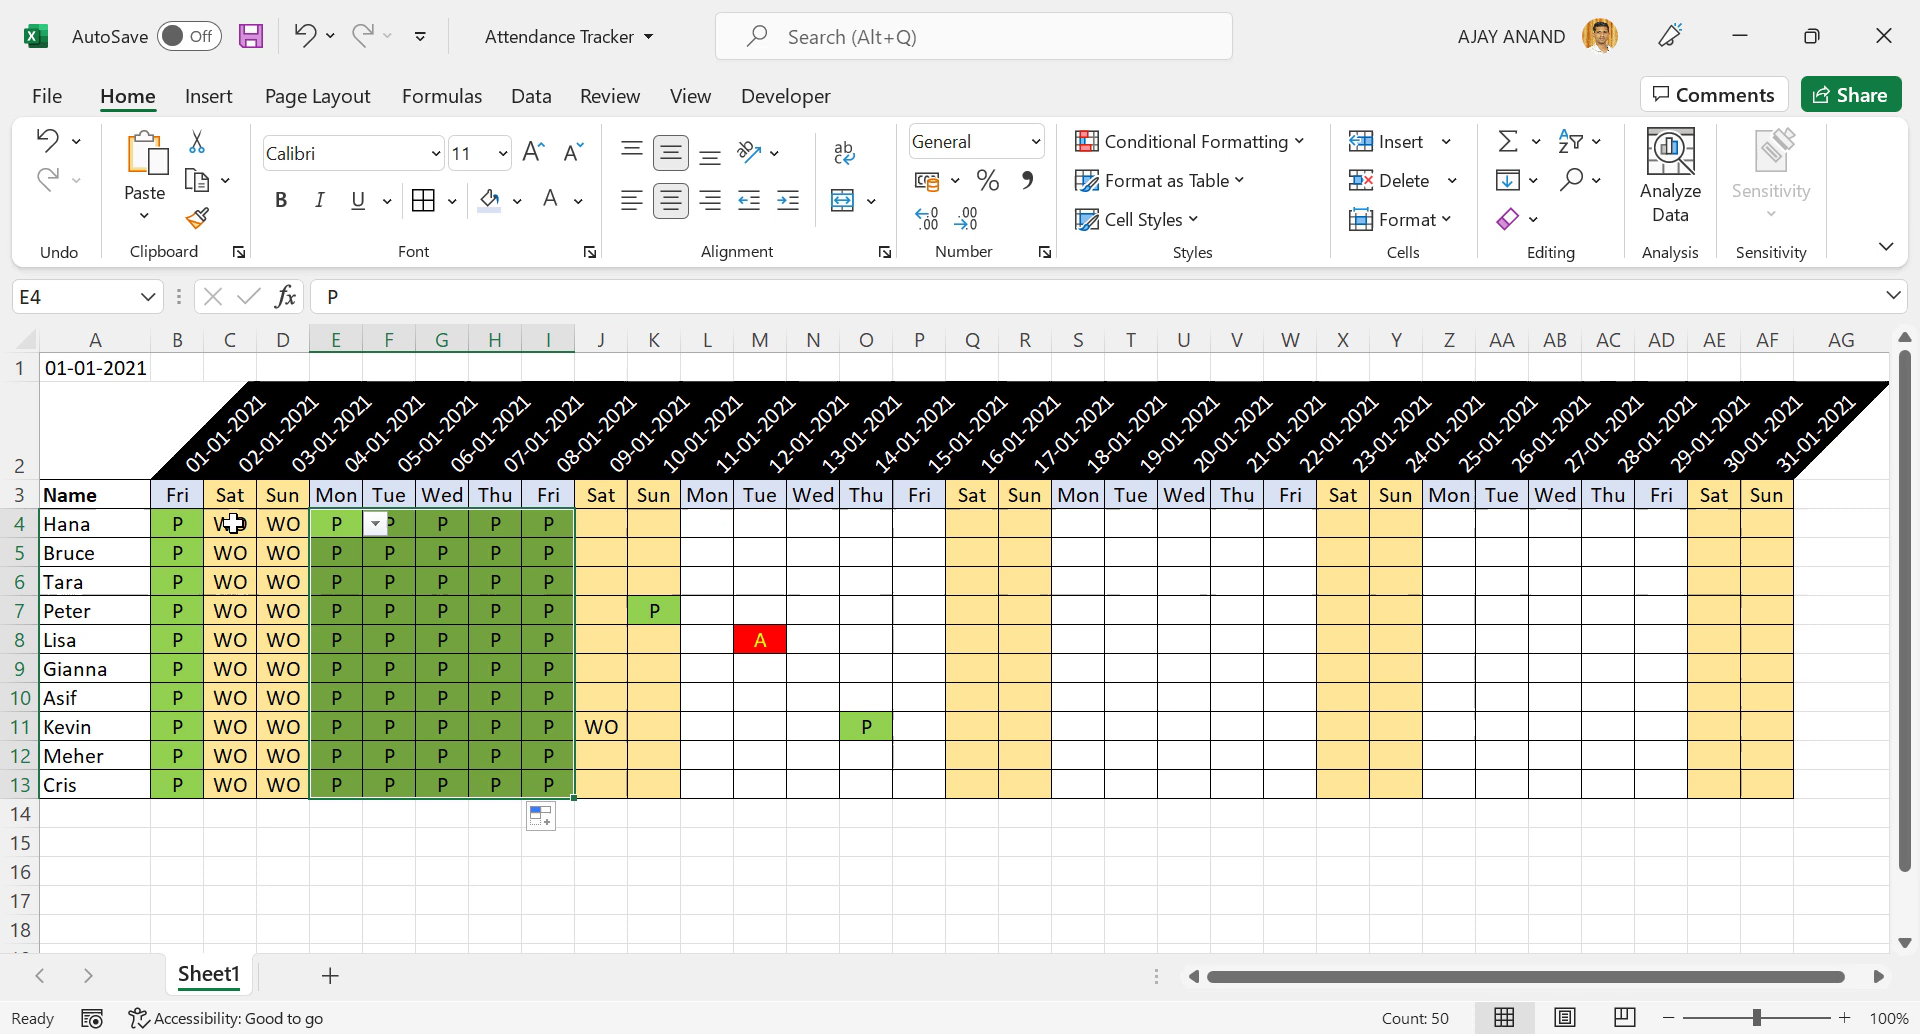 AutoSave Off Attendance Tracker Search (Alt+Q) AJAY ANAND
File Home Insert Page Layout Formulas Data Review View Developer Comments Share
Paste Calibri 11 General Conditional Formatting Insert Analyze Data Sensitivity
B I U Format as Table Delete
Cell Styles Format
Undo Clipboard Font Alignment Number Styles Cells Editing Analysis Sensitivity
E4 fx P
A B C D E F G H I J K L M N O P Q R S T U V W X Y Z AA AB AC AD AE AF AG
1 01-01-2021
2 01-01-2021 02-01-2021 03-01-2021 04-01-2021 05-01-2021 06-01-2021 07-01-2021 08-01-2021 09-01-2021 10-01-2021 11-01-2021 12-01-2021 13-01-2021 14-01-2021 15-01-2021 16-01-2021 17-01-2021 18-01-2021 19-01-2021 20-01-2021 21-01-2021 22-01-2021 23-01-2021 24-01-2021 25-01-2021 26-01-2021 27-01-2021 28-01-2021 29-01-2021 30-01-2021 31-01-2021
3 Name Fri Sat Sun Mon Tue Wed Thu Fri Sat Sun Mon Tue Wed Thu Fri Sat Sun Mon Tue Wed Thu Fri Sat Sun Mon Tue Wed Thu Fri Sat Sun
4 Hana P WO WO P P P P P
5 Bruce P WO WO P P P P P
6 Tara P WO WO P P P P P
7 Peter P WO WO P P P P P P
8 Lisa P WO WO P P P P P A
9 Gianna P WO WO P P P P P
10 Asif P WO WO P P P P P
11 Kevin P WO WO P P P P P WO P
12 Meher P WO WO P P P P P
13 Cris P WO WO P P P P P
14
15
16
17
18
Sheet1
Ready Accessibility: Good to go Count: 50 100%